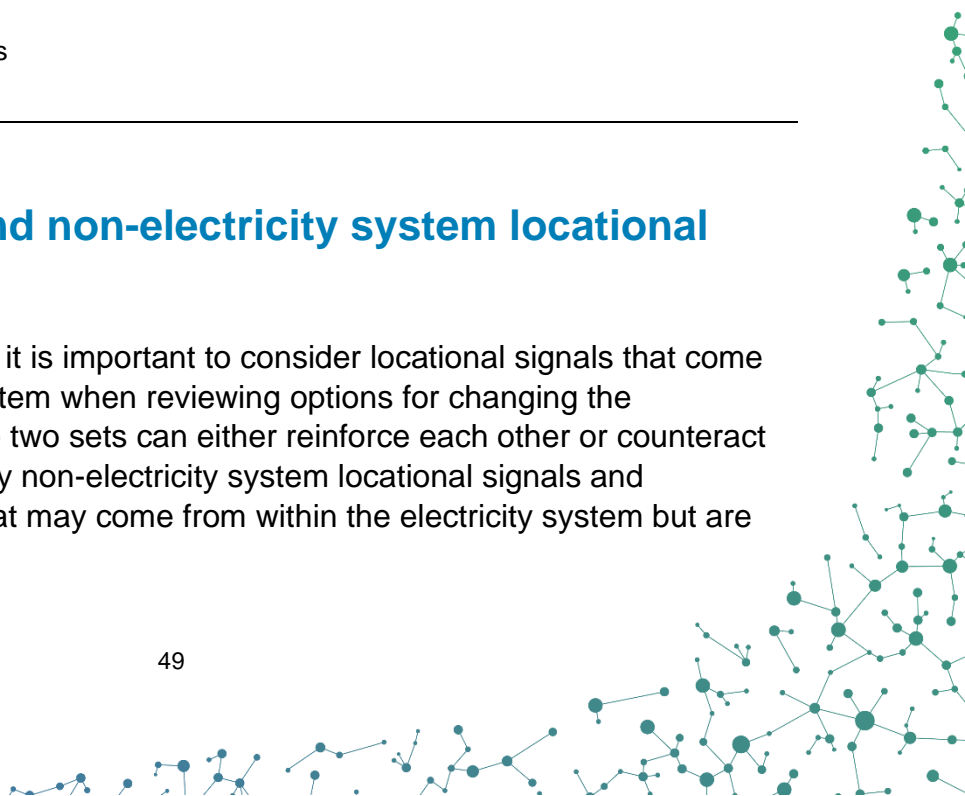 s
nd non-electricity system locational
it is important to consider locational signals that come
tem when reviewing options for changing the
two sets can either reinforce each other or counteract
y non-electricity system locational signals and
at may come from within the electricity system but are
49